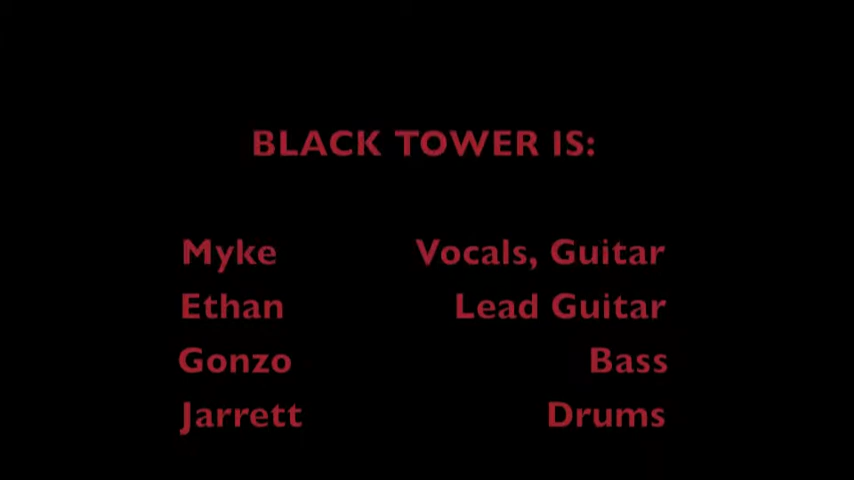 BLACK TOWER IS:
Myke Vocals, Guitar
Ethan Lead Guitar
Gonzo Bass
Jarrett Drums